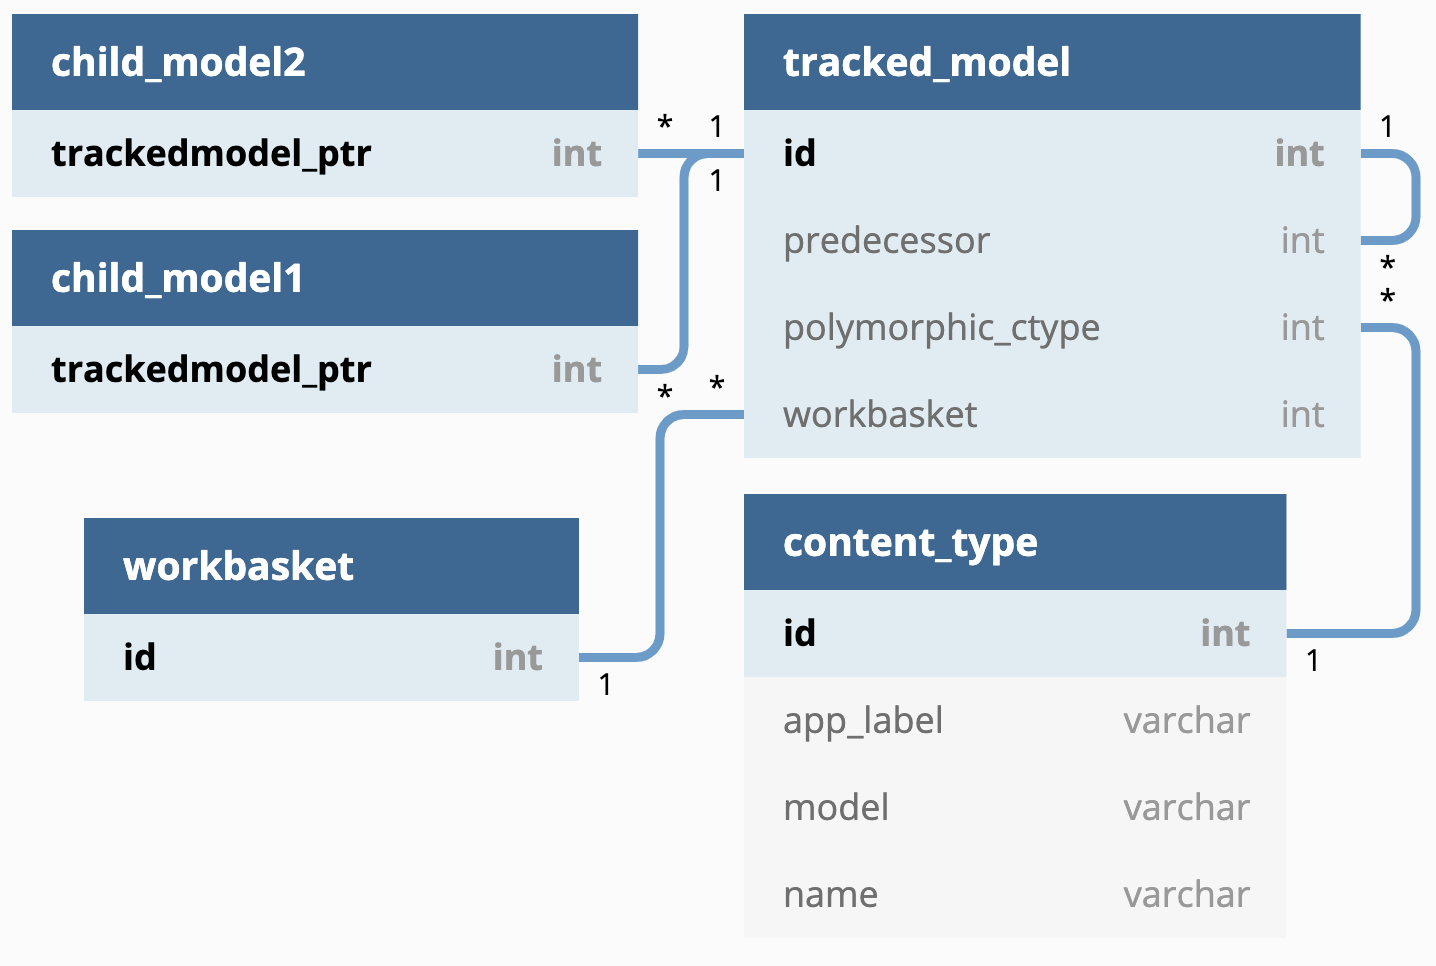 child_model2
trackedmodel_ptr int
* 1
1
child_model1
trackedmodel_ptr int
* *
workbasket
id int
1
tracked_model
id int
1
predecessor int
*
*
polymorphic_ctype int
workbasket int
content_type
id int
1
app_label varchar
model varchar
name varchar